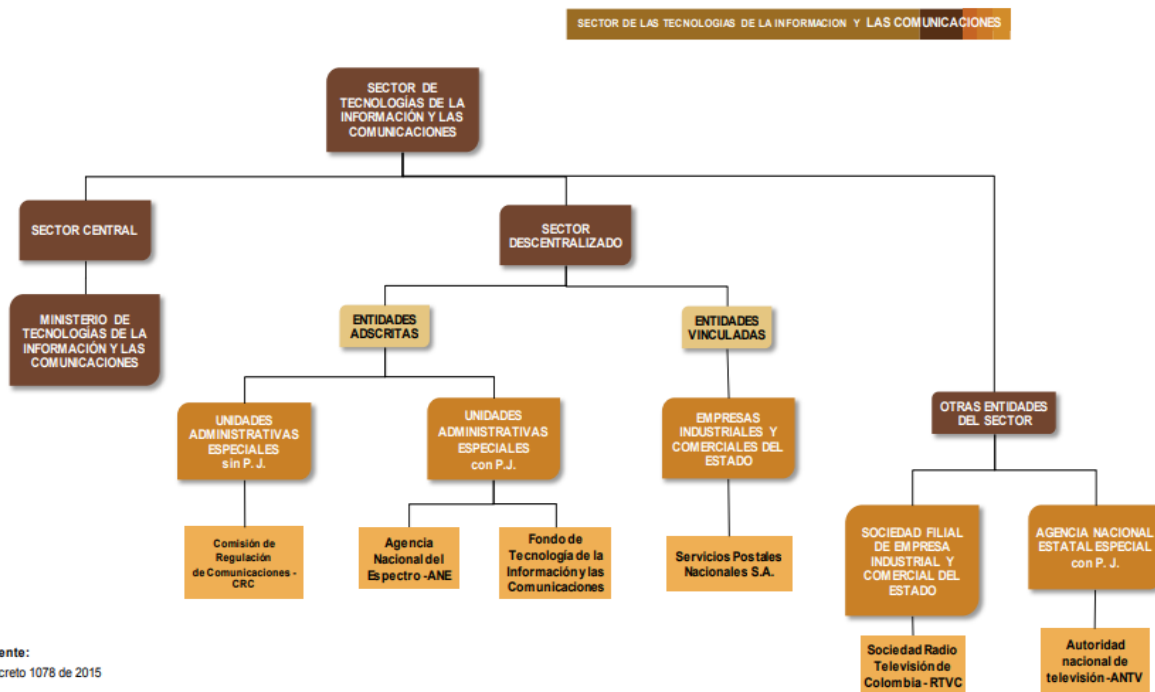 SECTOR DE LAS TECNOLOGIAS DE LA INFORMACION Y LAS COMUNICACIONES
SECTOR DE
TECNOLOGÍAS DE LA
INFORMACIÓN Y LAS
COMUNICACIONES
SECTOR CENTRAL
SECTOR
DESCENTRALIZADO
MINISTERIO DE
TECNOLOGÍAS DE LA
INFORMACIÓN Y LAS
COMUNICACIONES
ENTIDADES
ADSCRITAS
ENTIDADES
VINCULADAS
UNIDADES
ADMINISTRATIVAS
ESPECIALES
sin P. J.
UNIDADES
ADMINISTRATIVAS
ESPECIALES
con P.J.
EMPRESAS
INDUSTRIALES Y
COMERCIALES DEL
ESTADO
OTRAS ENTIDADES
DEL SECTOR
Comisión de
Regulación
de Comunicaciones -
CRC
Agencia
Nacional del
Espectro -ANE
Fondo de
Tecnología de la
Información y las
Comunicaciones
Servicios Postales
Nacionales S.A.
SOCIEDAD FILIAL
DE EMPRESA
INDUSTRIAL Y
COMERCIAL DEL
ESTADO
AGENCIA NACIONAL
ESTATAL ESPECIAL
con P. J.
Sociedad Radio
Televisión de
Colombia - RTVC
Autoridad
nacional de
televisión -ANTV
ente:
creto 1078 de 2015